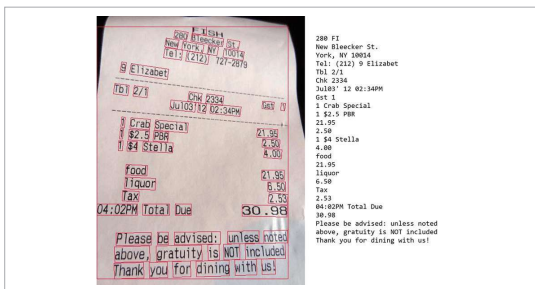 FISH
280 Bleecker St.
New York, NY 10014
Tel: (212) 727-2879
9 Elizabet
Tbl 2/1 Chk 2334 Gst 1
Jul03'12 02:34PM
1 Crab Special 21.95
1 $2.5 PBR 2.50
1 $4 Stella 4.00
food 21.95
liquor 6.50
Tax 2.53
04:02PM Total Due 30.98
Please be advised: unless noted
above, gratuity is NOT included
Thank you for dining with us!
280 FI
New Bleecker St.
York, NY 10014
Tel: (212) 9 Elizabet
Tbl 2/1
Chk 2334
Jul03' 12 02:34PM
Gst 1
1 Crab Special
1 $2.5 PBR
21.95
2.50
1 $4 Stella
4.00
food
21.95
liquor
6.50
Tax
2.53
04:02PM Total Due
30.98
Please be advised: unless noted
above, gratuity is NOT included
Thank you for dining with us!